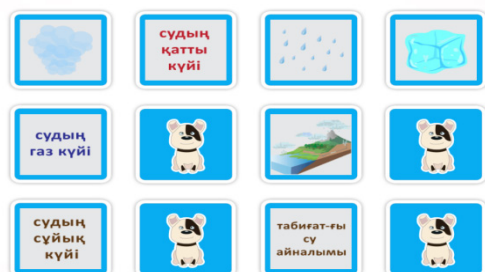 судың
қатты
күйі
судың
газ күйі
судың
сұйық
күйі
табиғат-ғы
су
айналымы